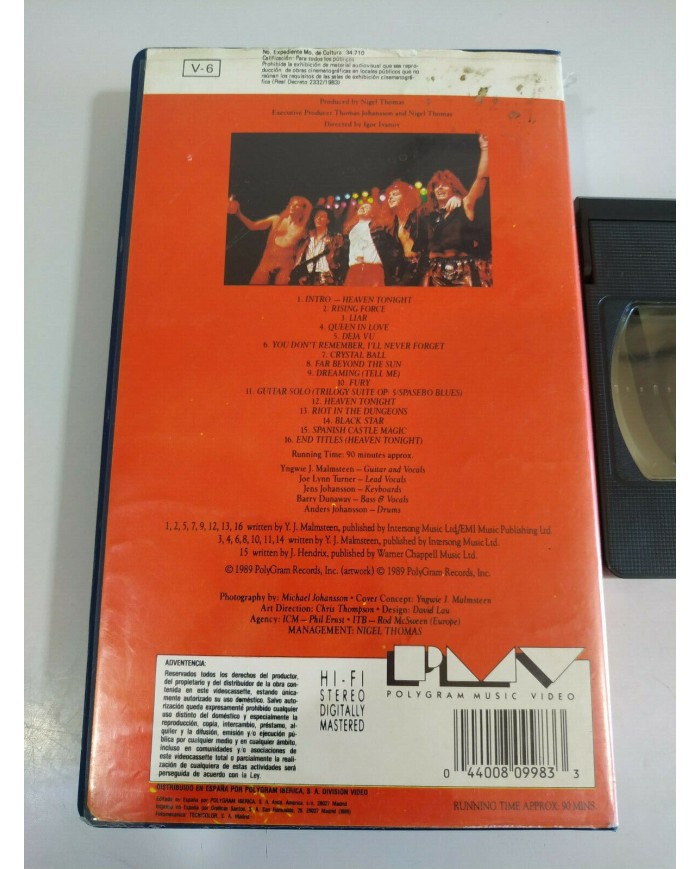 No. Expediente Mo. de Cultura: 34.710
Calificación: Para todos los públicos
Prohibida la exhibición de material audiovisual que sea repro-
ducción de obras cinematográficas en locales públicos que no
reúnen los requisitos de las salas de exhibición cinematográ-
fica (Real Decreto 2332/1983)
V-6
Produced by Nigel Thomas
Executive Producer Thomas Johansson and Nigel Thomas
Directed by
1. INTRO — HEAVEN TONIGHT
2. RISING FORCE
3. LIAR
4. QUEEN IN LOVE
5. DEJA VU
6. YOU DON'T REMEMBER, I'LL NEVER FORGET
7. CRYSTAL BALL
8. FAR BEYOND THE SUN
9. DREAMING (TELL ME)
10. FURY
11. GUITAR SOLO (TRILOGY SUITE OP: 5/SPASEBO BLUES)
12. HEAVEN TONIGHT
13. RIOT IN THE DUNGEONS
14. BLACK STAR
15. SPANISH CASTLE MAGIC
16. END TITLES (HEAVEN TONIGHT)
Running Time: 90 minutes approx.
Yngwie J. Malmsteen – Guitar and Vocals
Joe Lynn Turner – Lead Vocals
Jens Johansson – Keyboards
Barry Dunaway – Bass & Vocals
Anders Johansson – Drums
1, 2, 5, 7, 9, 12, 13, 16 written by Y. J. Malmsteen, published by Intersong Music Ltd/EMI Music Publishing Ltd.
3, 4, 6, 8, 10, 11, 14 written by Y. J. Malmsteen, published by Intersong Music Ltd.
15 written by J. Hendrix, published by Warner Chappell Music Ltd.
© 1989 PolyGram Records, Inc. (artwork) © 1989 PolyGram Records, Inc.
Photography by: Michael Johansson • Cover Concept: Yngwie J. Malmsteen
Art Direction: Chris Thompson • Design: David Lau
Agency: ICM – Phil Ernst • ITB – Rod McSween (Europe)
MANAGEMENT: NIGEL THOMAS
PMV
POLYGRAM MUSIC VIDEO
ADVENTENCIA:
Reservados todos los derechos del productor,
del propietario y del distribuidor de la obra con-
tenida en este videocassette, estando única-
mente autorizado su uso doméstico. Salvo auto-
rización queda expresamente prohibido cualquier
uso distinto del doméstico y especialmente la
reproducción, copia, intercambio, préstamo, al-
quiler y la difusión, emisión y/o ejecución
pública por cualquier medio y en cualquier ámbito,
incluso en comunidades y/o asociaciones de
este videocassette total o parcialmente la reali-
zación de cualquiera de estas actividades será
perseguida de acuerdo con la Ley.
HI-FI
STEREO
DIGITALLY
MASTERED
0 44008 09983 3
DISTRIBUIDO EN ESPAÑA POR POLYGRAM IBERICA, S. A. DIVISION VIDEO
RUNNING TIME APPROX. 90 MINS.